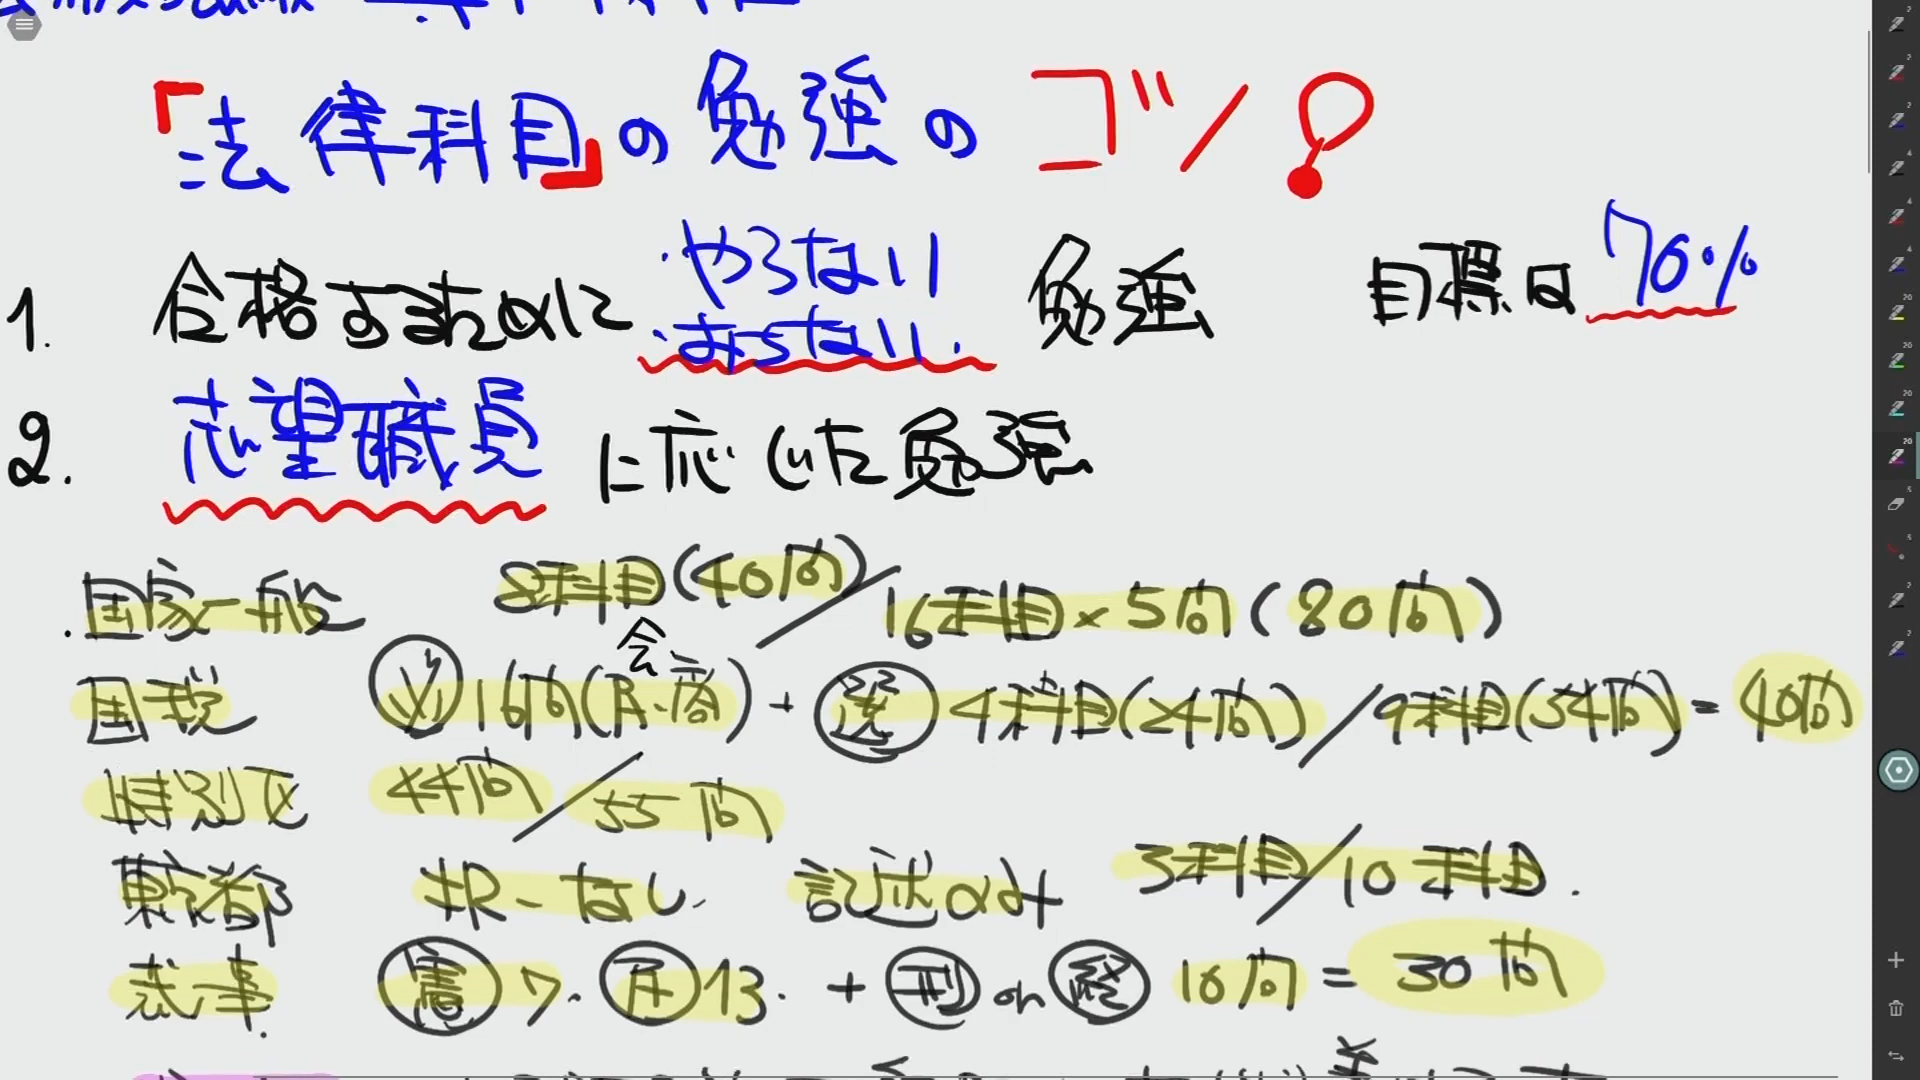 「法律科目」の勉強のコツ!
1. 合格するために ・やらない ・おちない. 勉強 目標は70%
2. 志望職員に応じた勉強
・国家一般 8科目(40問)/16科目×5問(80問)
国税 必16問(民・商)会 + 選4科目(24問)/9科目(34問)=40問
特別区 44問/55問
東京都 択一なし. 記述のみ 3科目/10科目.
裁事. 憲7. 民13. + 刑 or 経 10問 = 30問